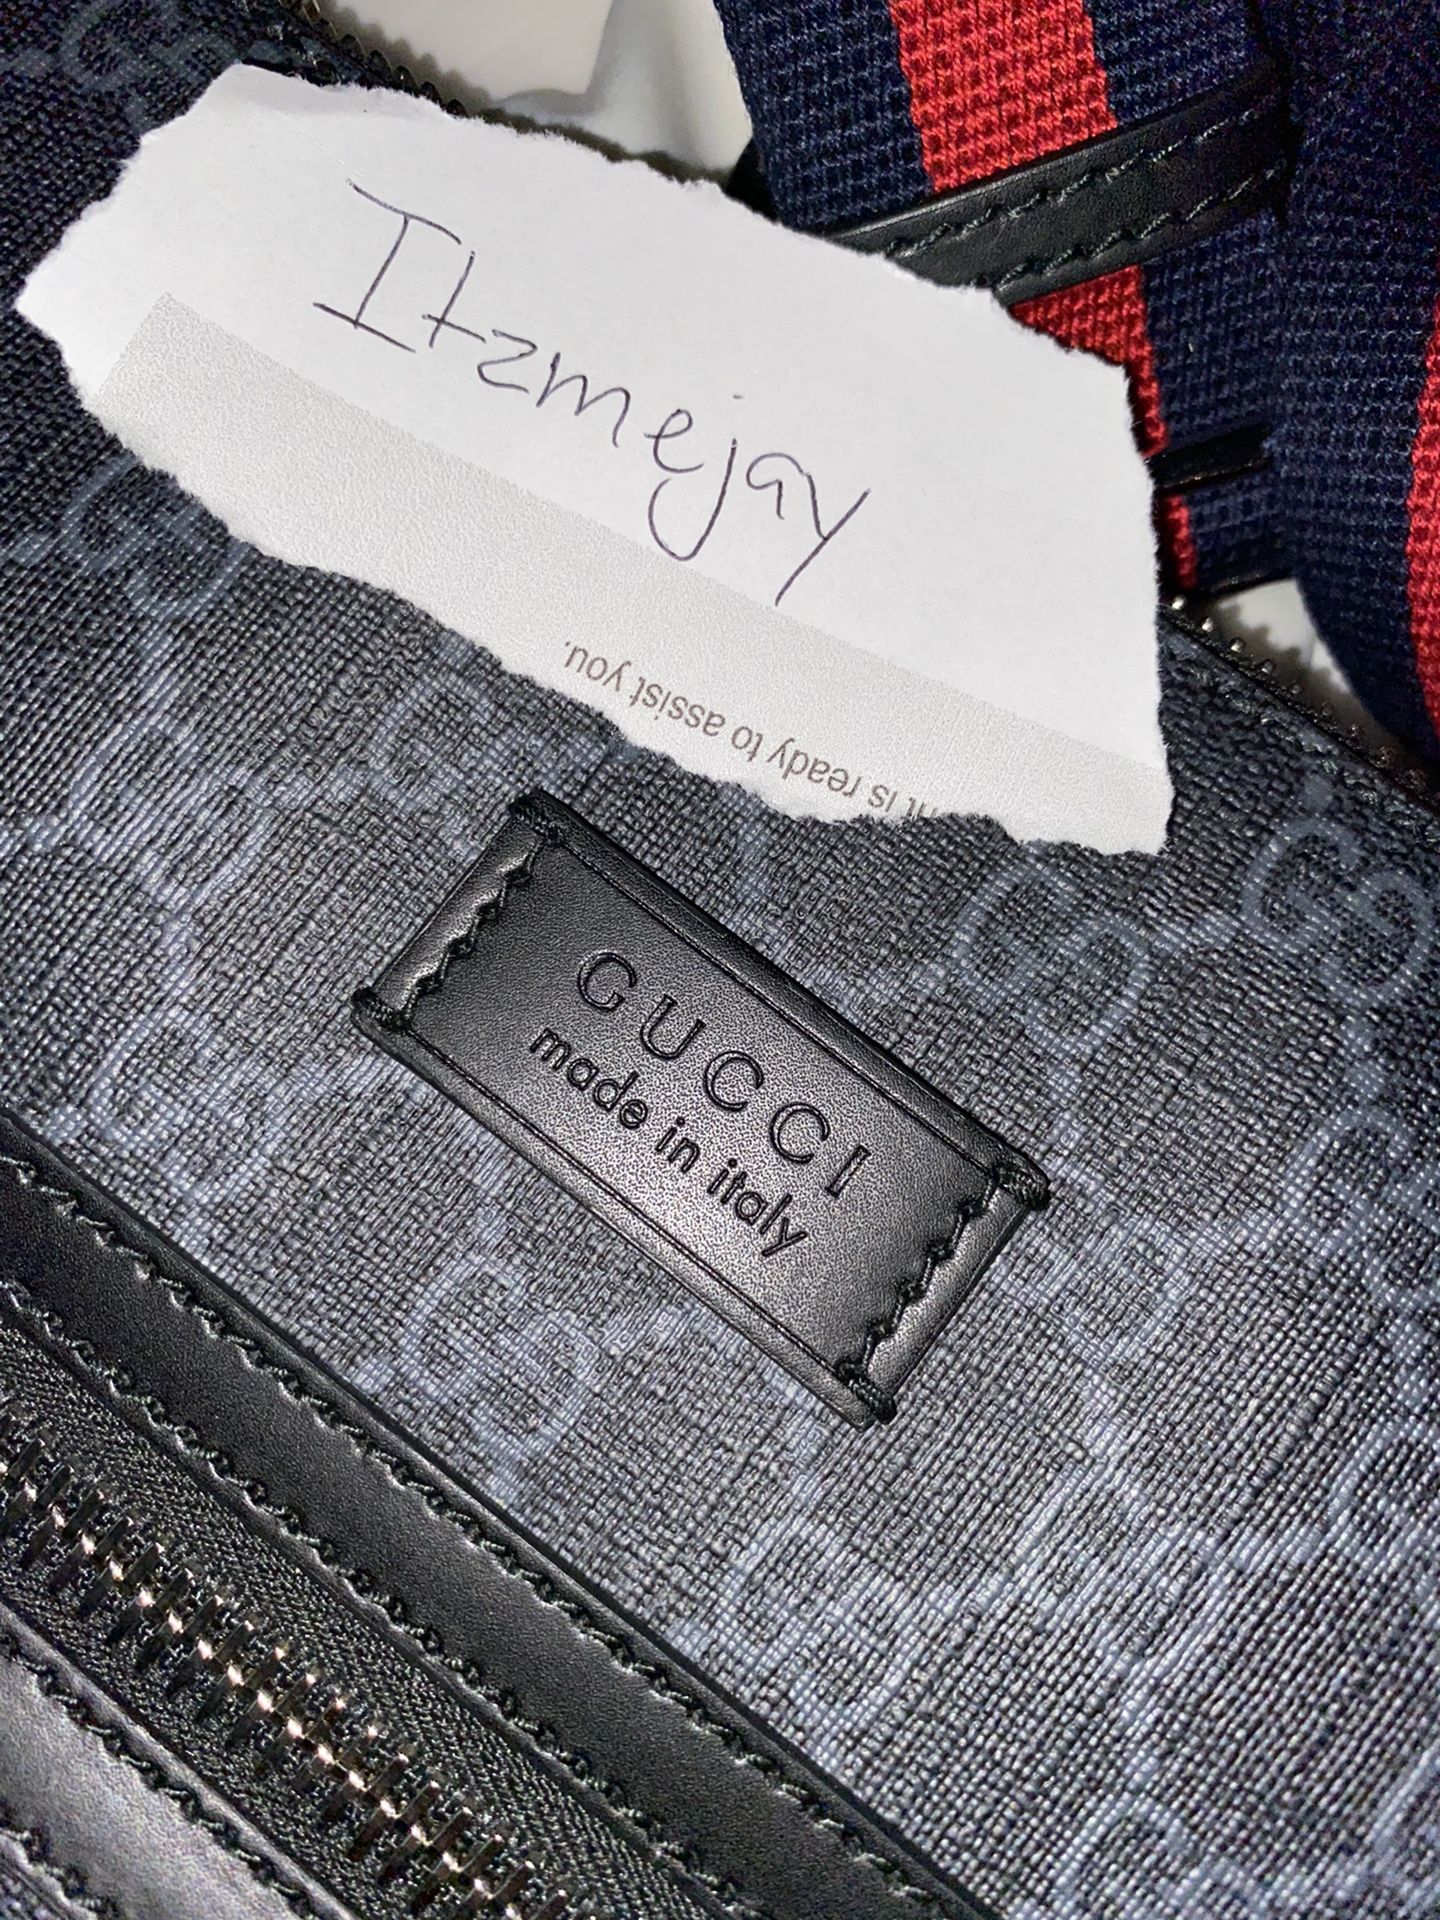 Itzmejay
is ready to assist you.
GUCCI
made in italy